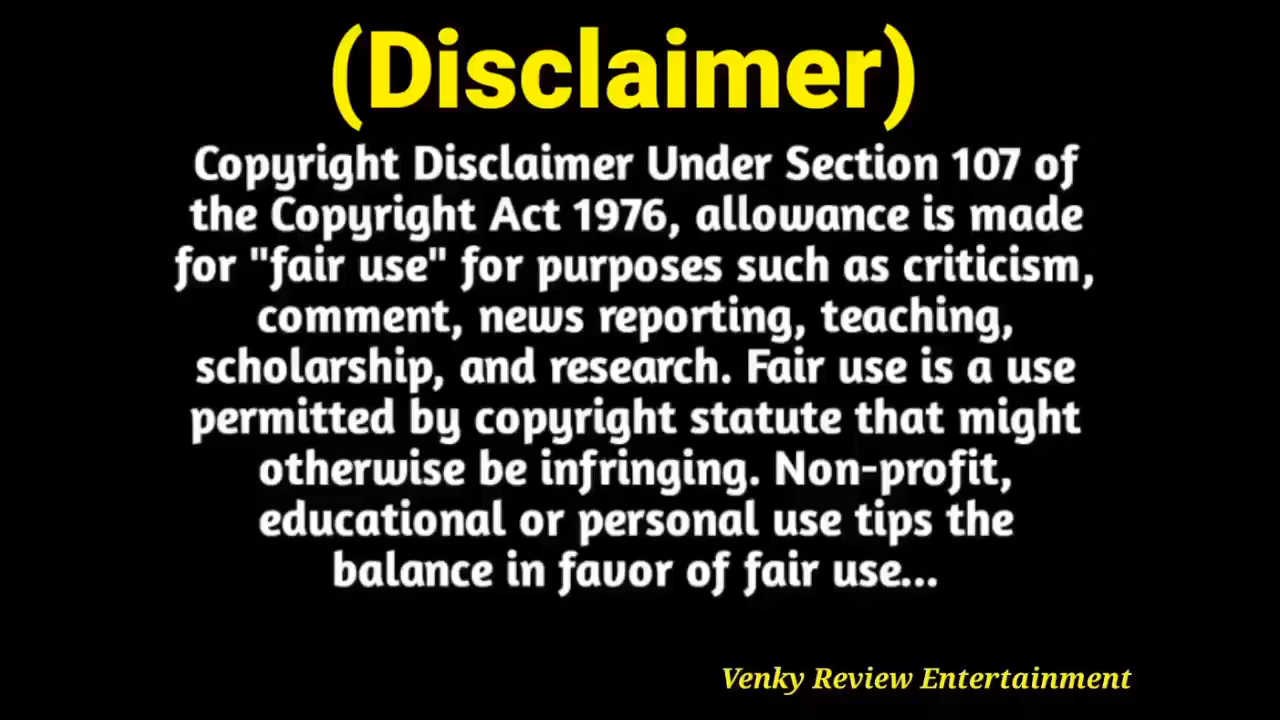 (Disclaimer)
Copyright Disclaimer Under Section 107 of
the Copyright Act 1976, allowance is made
for "fair use" for purposes such as criticism,
comment, news reporting, teaching,
scholarship, and research. Fair use is a use
permitted by copyright statute that might
otherwise be infringing. Non-profit,
educational or personal use tips the
balance in favor of fair use...
Venky Review Entertainment